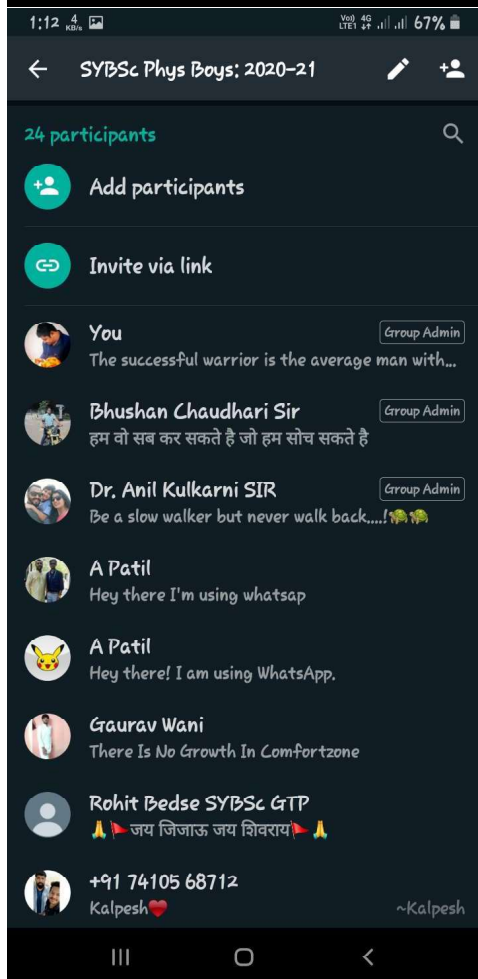 1:12 4 KB/s Vo) LTE1 4G 67%
SYBSc Phys Boys: 2020-21
24 participants
Add participants
Invite via link
You Group Admin
The successful warrior is the average man with...
Bhushan Chaudhari Sir Group Admin
हम वो सब कर सकते है जो हम सोच सकते है
Dr. Anil Kulkarni SIR Group Admin
Be a slow walker but never walk back....!🐢🐢
A Patil
Hey there I'm using whatsap
A Patil
Hey there! I am using WhatsApp.
Gaurav Wani
There Is No Growth In Comfortzone
Rohit Bedse SYBSc GTP
🙏🚩जय जिजाऊ जय शिवराय🚩🙏
+91 74105 68712
Kalpesh♥️ ~Kalpesh